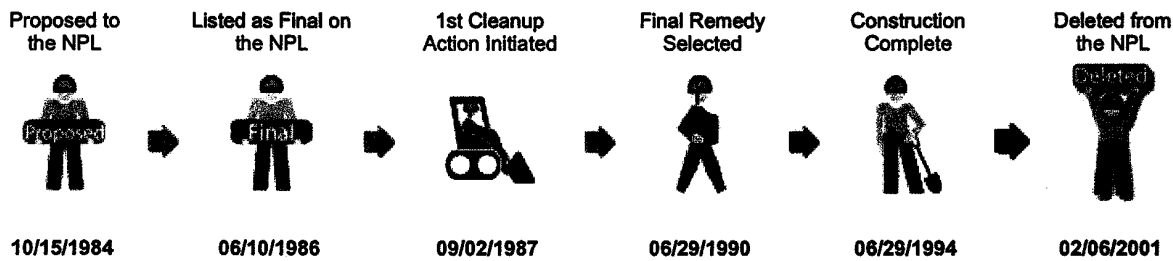 Proposed to
the NPL
Listed as Final on
the NPL
1st Cleanup
Action Initiated
Final Remedy
Selected
Construction
Complete
Deleted from
the NPL
Proposed
Final
Deleted
10/15/1984
06/10/1986
09/02/1987
06/29/1990
06/29/1994
02/06/2001